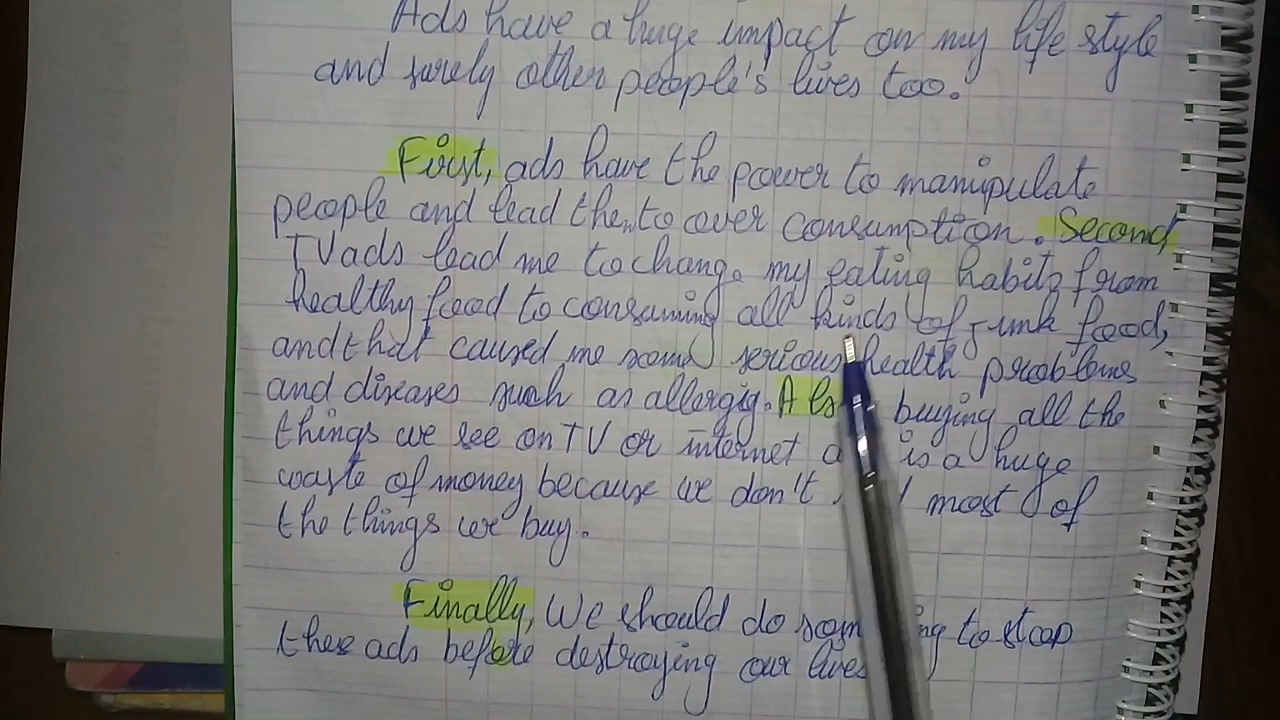 Ads have a huge impact on my life style
and surely other people's lives too.
First, ads have the power to manipulate
people and lead them to over consumption. Second,
TV ads lead me to change my eating habits from
healthy food to consuming all kinds of junk food,
and that caused me some serious health problems
and diseases such as allergig. Also buying all the
things we see on TV or internet is a huge
waste of money because we don't most of
the things we buy.
Finally, We should do something to stop
these ads before destroying our lives